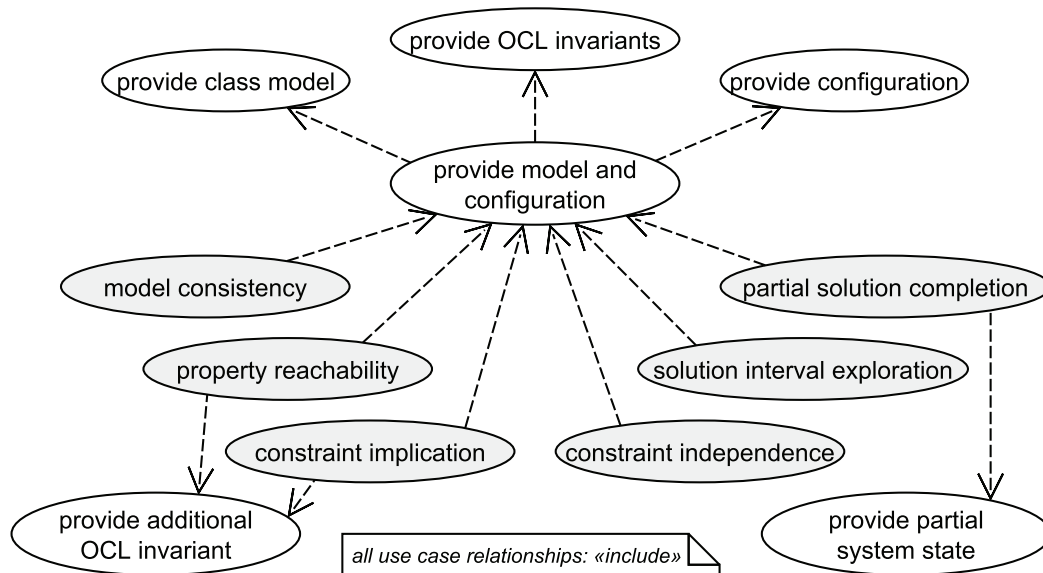 provide OCL invariants
provide class model
provide configuration
provide model and
configuration
model consistency
partial solution completion
property reachability
solution interval exploration
constraint implication
constraint independence
provide additional
OCL invariant
provide partial
system state
all use case relationships: «include»